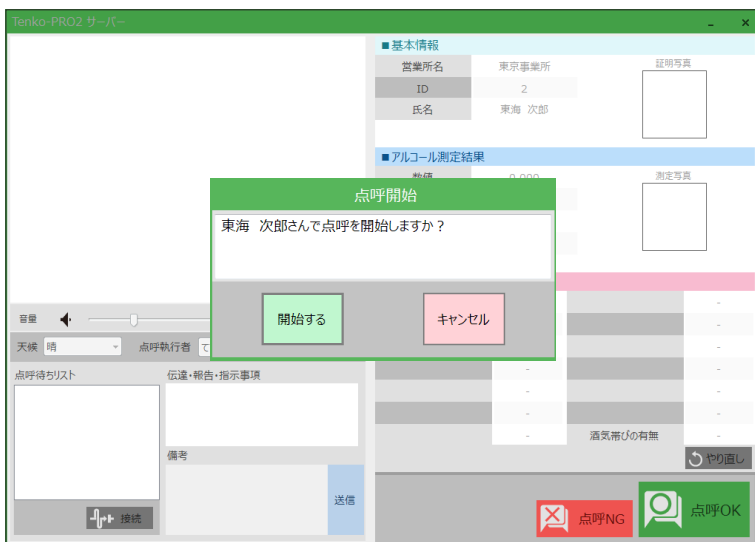 Tenko-PRO2 サーバー
■基本情報
営業所名 東京事業所
ID 2
氏名 東海 次郎
証明写真
■アルコール測定結果
数値 0.000
測定写真
点呼開始
東海 次郎さんで点呼を開始しますか？
開始する キャンセル
音量
天候 晴 点呼執行者
点呼待ちリスト
伝達・報告・指示事項
備考
送信
接続
- -
- -
- -
- -
酒気帯びの有無 -
やり直し
点呼NG
点呼OK